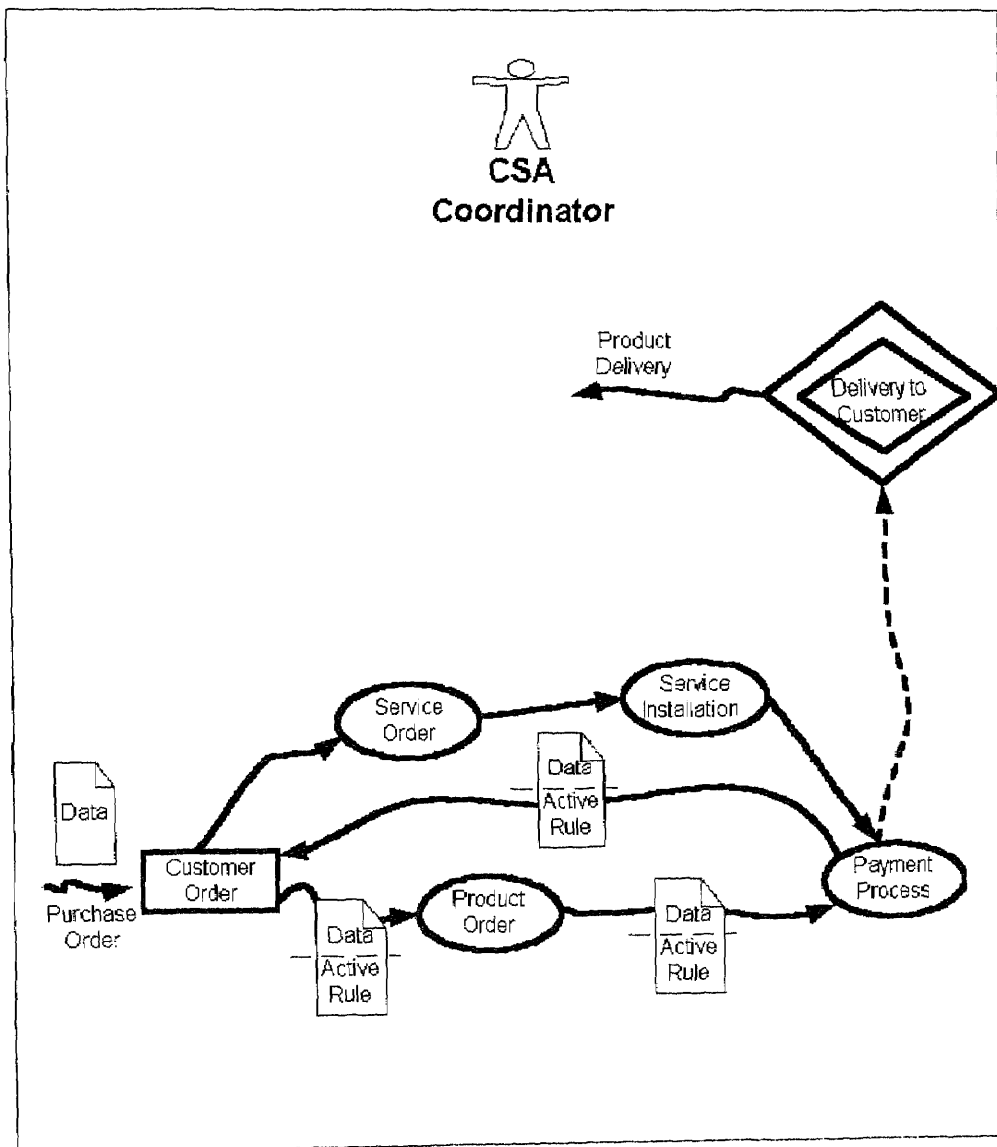 CSA
Coordinator
Product
Delivery
Delivery to
Customer
Service
Order
Service
Installation
Data
Active
Rule
Data
Customer
Order
Purchase
Order
Product
Order
Payment
Process
Data
Active
Rule
Data
Active
Rule